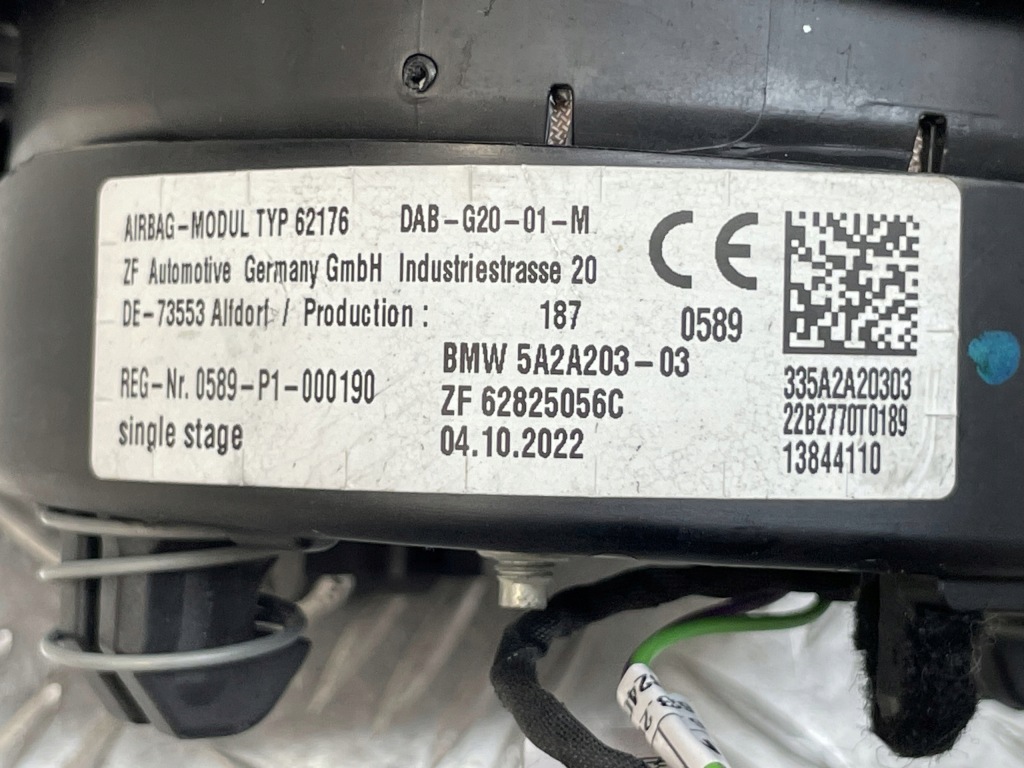 AIRBAG-MODUL TYP 62176 DAB-G20-01-M
ZF Automotive Germany GmbH Industriestrasse 20
DE-73553 Alfdorf / Production : 187
CE
0589
BMW 5A2A203-03
REG-Nr. 0589-P1-000190
ZF 62825056C
single stage
04.10.2022
335A2A20303
22B2770T0189
13844110